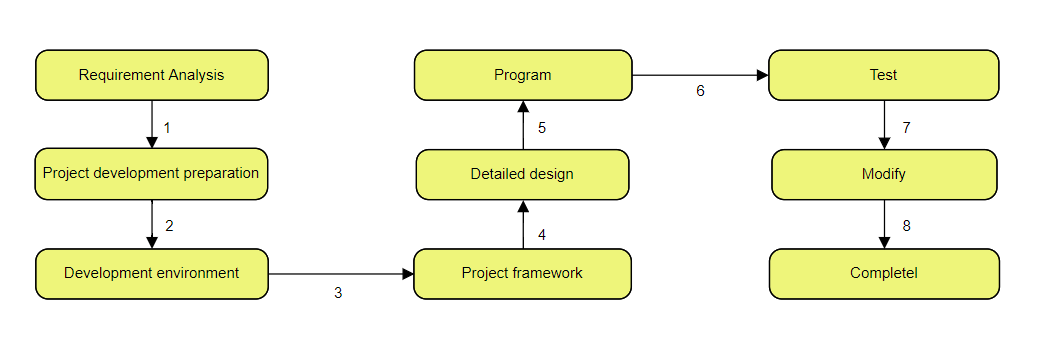 Requirement Analysis
1
Project development preparation
2
Development environment
3
Project framework
4
Detailed design
5
Program
6
Test
7
Modify
8
Completel